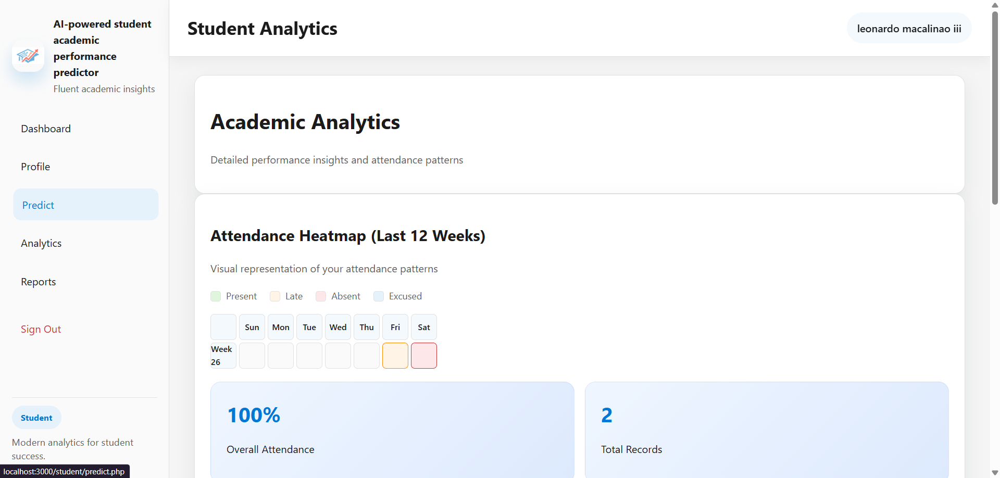 AI-powered student
academic
performance
predictor
Fluent academic insights
Dashboard
Profile
Predict
Analytics
Reports
Sign Out
Student
Modern analytics for student
success.
localhost:3000/student/predict.php
Student Analytics
leonardo macalinao iii
Academic Analytics
Detailed performance insights and attendance patterns
Attendance Heatmap (Last 12 Weeks)
Visual representation of your attendance patterns
Present Late Absent Excused
Sun Mon Tue Wed Thu Fri Sat
Week
26
100%
Overall Attendance
2
Total Records